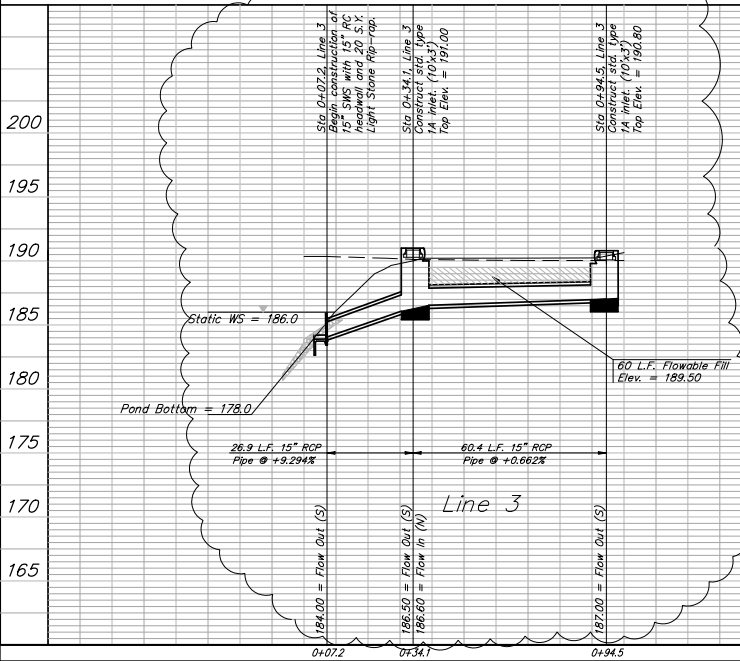 Sta 0+07.2, Line 3
Begin construction of
15" SWS with 15" RC
headwall and 20 S.Y.
Light Stone Rip-rap.
Sta 0+34.1, Line 3
Construct std. type
1A inlet. (10'x3')
Top Elev. = 191.00
Sta 0+94.5, Line 3
Construct std. type
1A inlet. (10'x3')
Top Elev. = 190.80
200
195
190
185
180
175
170
165
Static WS = 186.0
60 L.F. Flowable Fill
Elev. = 189.50
Pond Bottom = 178.0
26.9 L.F. 15" RCP
Pipe @ +9.294%
60.4 L.F. 15" RCP
Pipe @ +0.662%
Line 3
184.00 = Flow Out (S)
186.50 = Flow Out (S)
186.60 = Flow In (N)
187.00 = Flow Out (S)
0+07.2
0+34.1
0+94.5